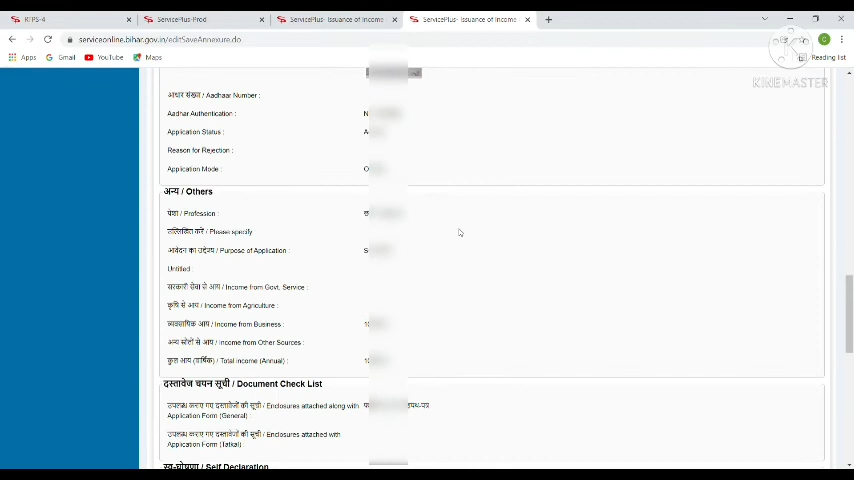 RTPS-4
ServicePlus-Prod
ServicePlus- Issuance of Income
ServicePlus- Issuance of Income
serviceonline.bihar.gov.in/editSaveAnnexure.do
Apps
Gmail
YouTube
Maps
Reading list
KINEMASTER
आधार संख्या / Aadhaar Number :
Aadhar Authentication :
Application Status :
Reason for Rejection :
Application Mode :
अन्य / Others
पेशा / Profession :
उल्लिखित करें / Please specify
आवेदन का उद्देश्य / Purpose of Application :
Untitled :
सरकारी सेवा से आय / Income from Govt. Service :
कृषि से आय / Income from Agriculture :
व्यवसायिक आय / Income from Business :
अन्य स्रोतों से आय / Income from Other Sources :
कुल आय (वार्षिक) / Total Income (Annual) :
दस्तावेज चयन सूची / Document Check List
उपलब्ध कराए गए दस्तावेजों की सूची / Enclosures attached along with
Application Form (General) :
उपलब्ध कराए गए दस्तावेजों की सूची / Enclosures attached with
Application Form (Tatkal) :
स्व-घोषणा / Self Declaration